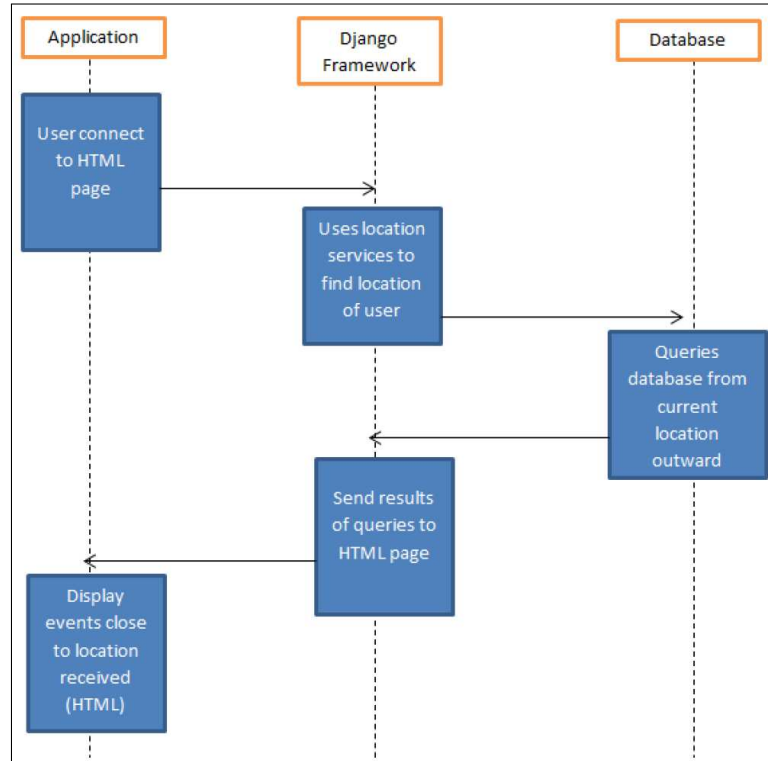 Application
Django
Framework
Database
User connect
to HTML
page
Uses location
services to
find location
of user
Queries
database from
current
location
outward
Send results
of queries to
HTML page
Display
events close
to location
received
(HTML)